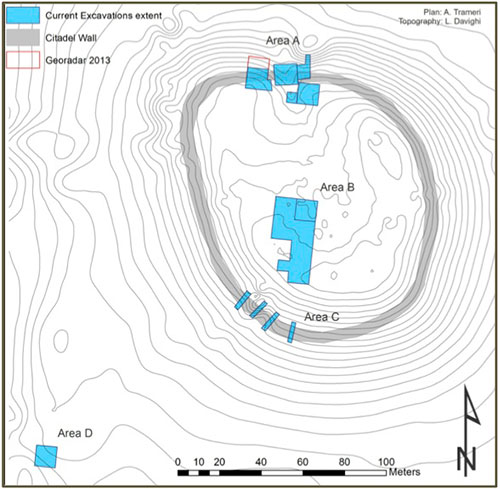 Current Excavations extent
Citadel Wall
Georadar 2013
Plan: A. Trameri
Topography: L. Davighi
Area A
Area B
Area C
Area D
0 10 20 40 60 80 100
Meters
N